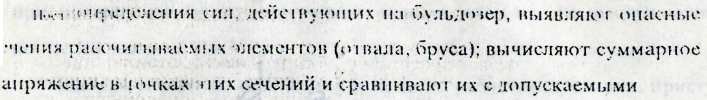 определения сил, действующих на бульдозер, выявляют опасные
чения рассчитываемых элементов (отвала, бруса); вычисляют суммарное
апряжение в точках этих сечений и сравнивают их с допускаемыми